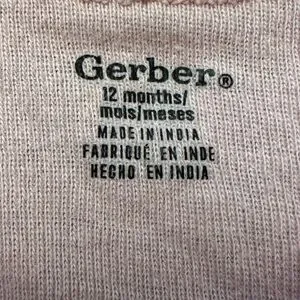 Gerber®
12 months/
mois/meses
MADE IN INDIA
FABRIQUÉ EN INDE
HECHO EN INDIA